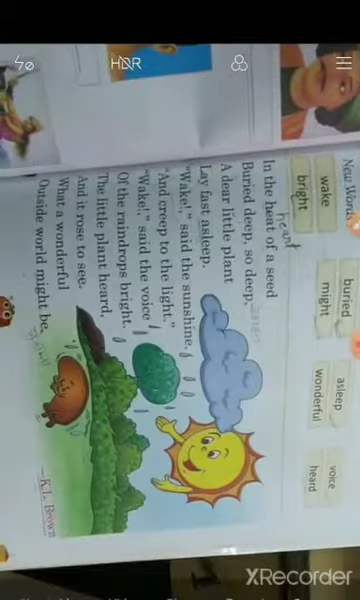 HDR
New Words
wake
buried
asleep
voice
bright
might
wonderful
heard
heart
In the heat of a seed
Buried deep, so deep,
A dear little plant
Lay fast asleep.
"Wake!," said the sunshine.
"And creep to the light."
"Wake!," said the voice
Of the raindrops bright.
The little plant heard,
And it rose to see.
What a wonderful
Outside world might be.
—K.L. Brown
XRecorder